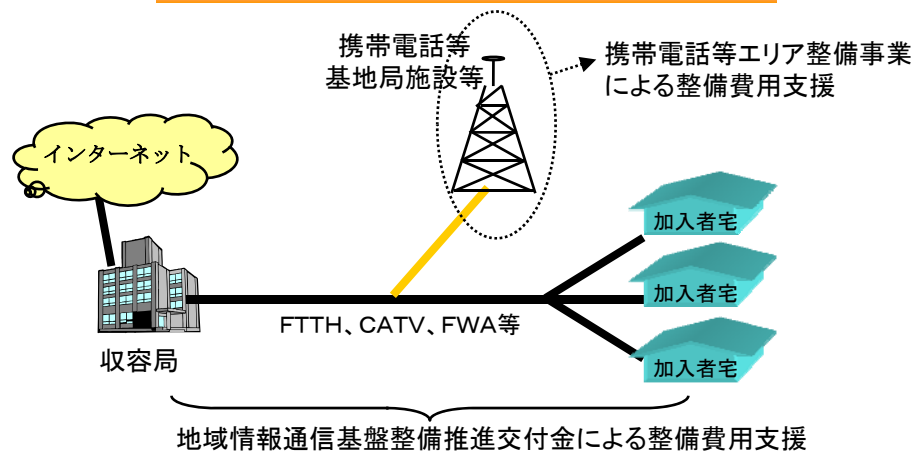 携帯電話等
基地局施設等
携帯電話等エリア整備事業
による整備費用支援
インターネット
加入者宅
加入者宅
加入者宅
FTTH、CATV、FWA等
収容局
地域情報通信基盤整備推進交付金による整備費用支援